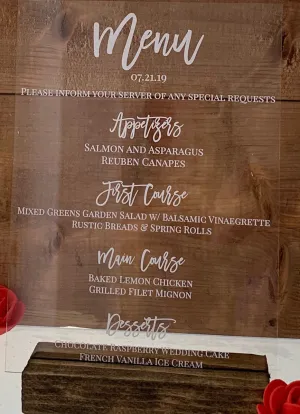 Menu
07.21.19
Please inform your server of any special requests
Appetizers
Salmon and Asparagus
Reuben Canapes
First Course
Mixed Greens Garden Salad w/ Balsamic Vinaegrette
Rustic Breads & Spring Rolls
Main Course
Baked Lemon Chicken
Grilled Filet Mignon
Desserts
Chocolate Raspberry Wedding Cake
French Vanilla Ice Cream